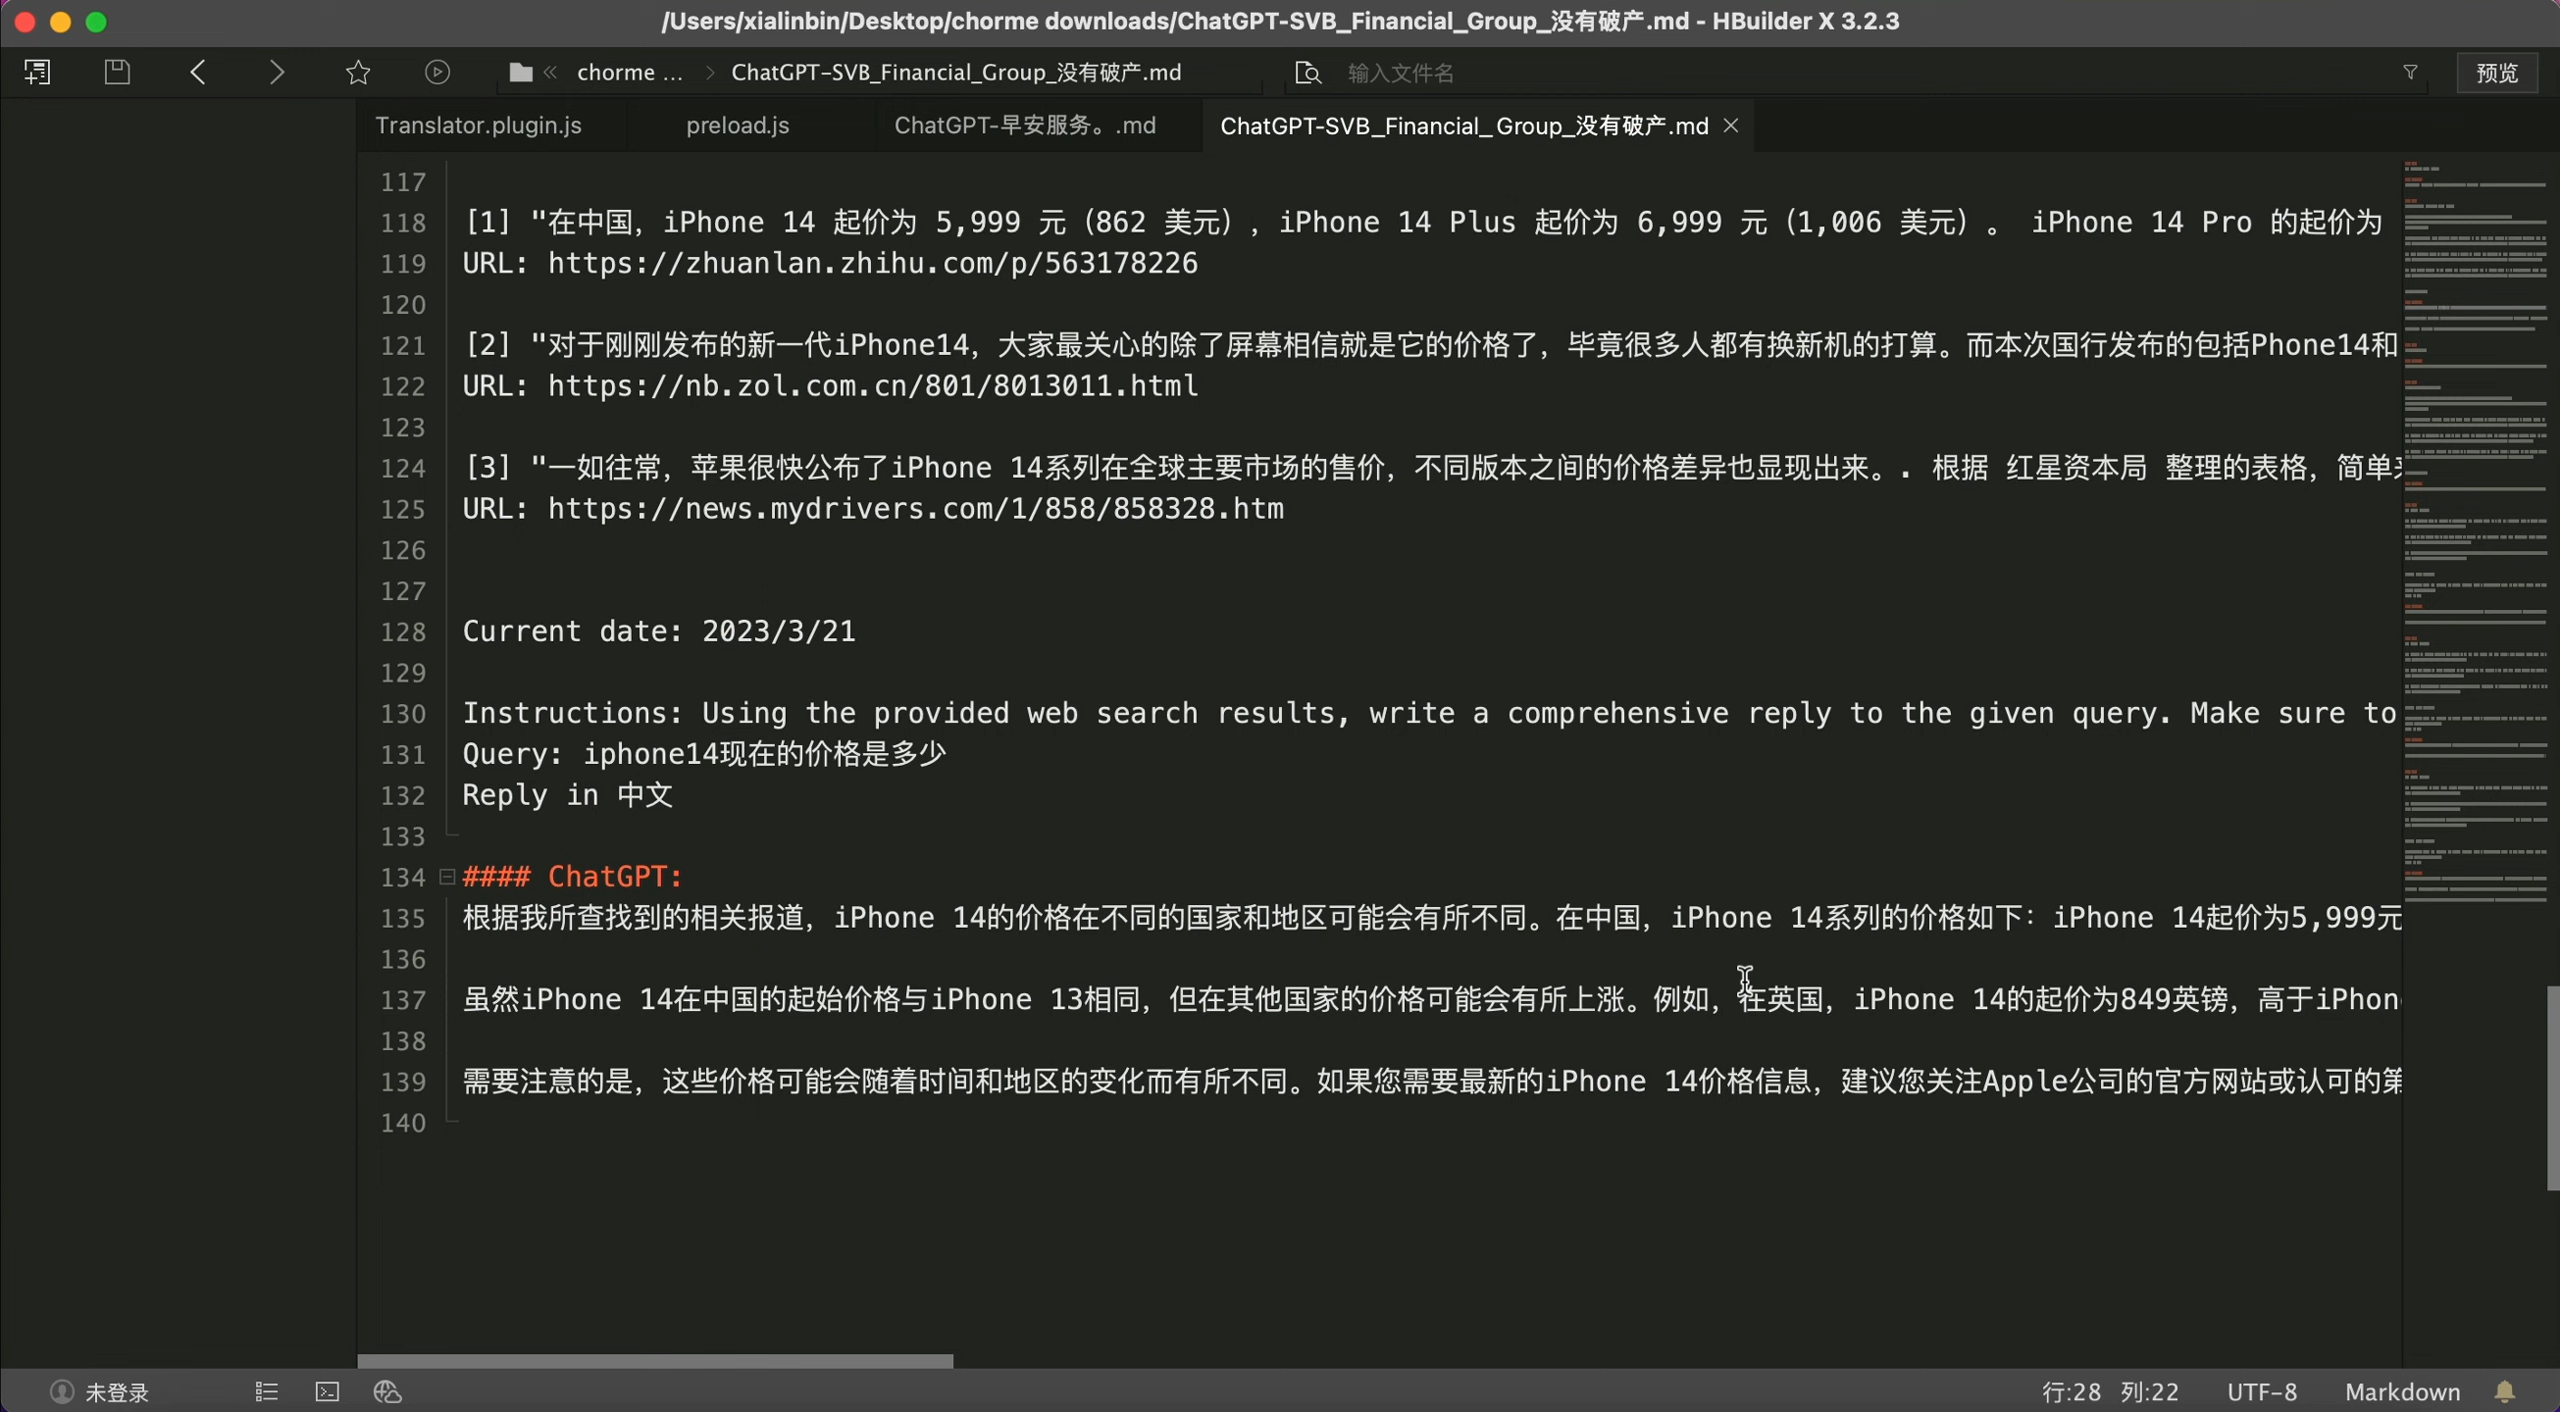 /Users/xialinbin/Desktop/chorme downloads/ChatGPT-SVB_Financial_Group_没有破产.md - HBuilder X 3.2.3
« chorme ... > ChatGPT-SVB_Financial_Group_没有破产.md 输入文件名 预览
Translator.plugin.js preload.js ChatGPT-早安服务。.md ChatGPT-SVB_Financial_Group_没有破产.md
117
118 [1] "在中国，iPhone 14 起价为 5,999 元（862 美元），iPhone 14 Plus 起价为 6,999 元（1,006 美元）。 iPhone 14 Pro 的起价为
119 URL: https://zhuanlan.zhihu.com/p/563178226
120
121 [2] "对于刚刚发布的新一代iPhone14，大家最关心的除了屏幕相信就是它的价格了，毕竟很多人都有换新机的打算。而本次国行发布的包括Phone14和
122 URL: https://nb.zol.com.cn/801/8013011.html
123
124 [3] "一如往常，苹果很快公布了iPhone 14系列在全球主要市场的售价，不同版本之间的价格差异也显现出来。. 根据 红星资本局 整理的表格，简单
125 URL: https://news.mydrivers.com/1/858/858328.htm
126
127
128 Current date: 2023/3/21
129
130 Instructions: Using the provided web search results, write a comprehensive reply to the given query. Make sure to
131 Query: iphone14现在的价格是多少
132 Reply in 中文
133
134 #### ChatGPT:
135 根据我所查找到的相关报道，iPhone 14的价格在不同的国家和地区可能会有所不同。在中国，iPhone 14系列的价格如下：iPhone 14起价为5,999元
136
137 虽然iPhone 14在中国的起始价格与iPhone 13相同，但在其他国家的价格可能会有所上涨。例如，在英国，iPhone 14的起价为849英镑，高于iPhon
138
139 需要注意的是，这些价格可能会随着时间和地区的变化而有所不同。如果您需要最新的iPhone 14价格信息，建议您关注Apple公司的官方网站或认可的第
140
未登录 行:28 列:22 UTF-8 Markdown